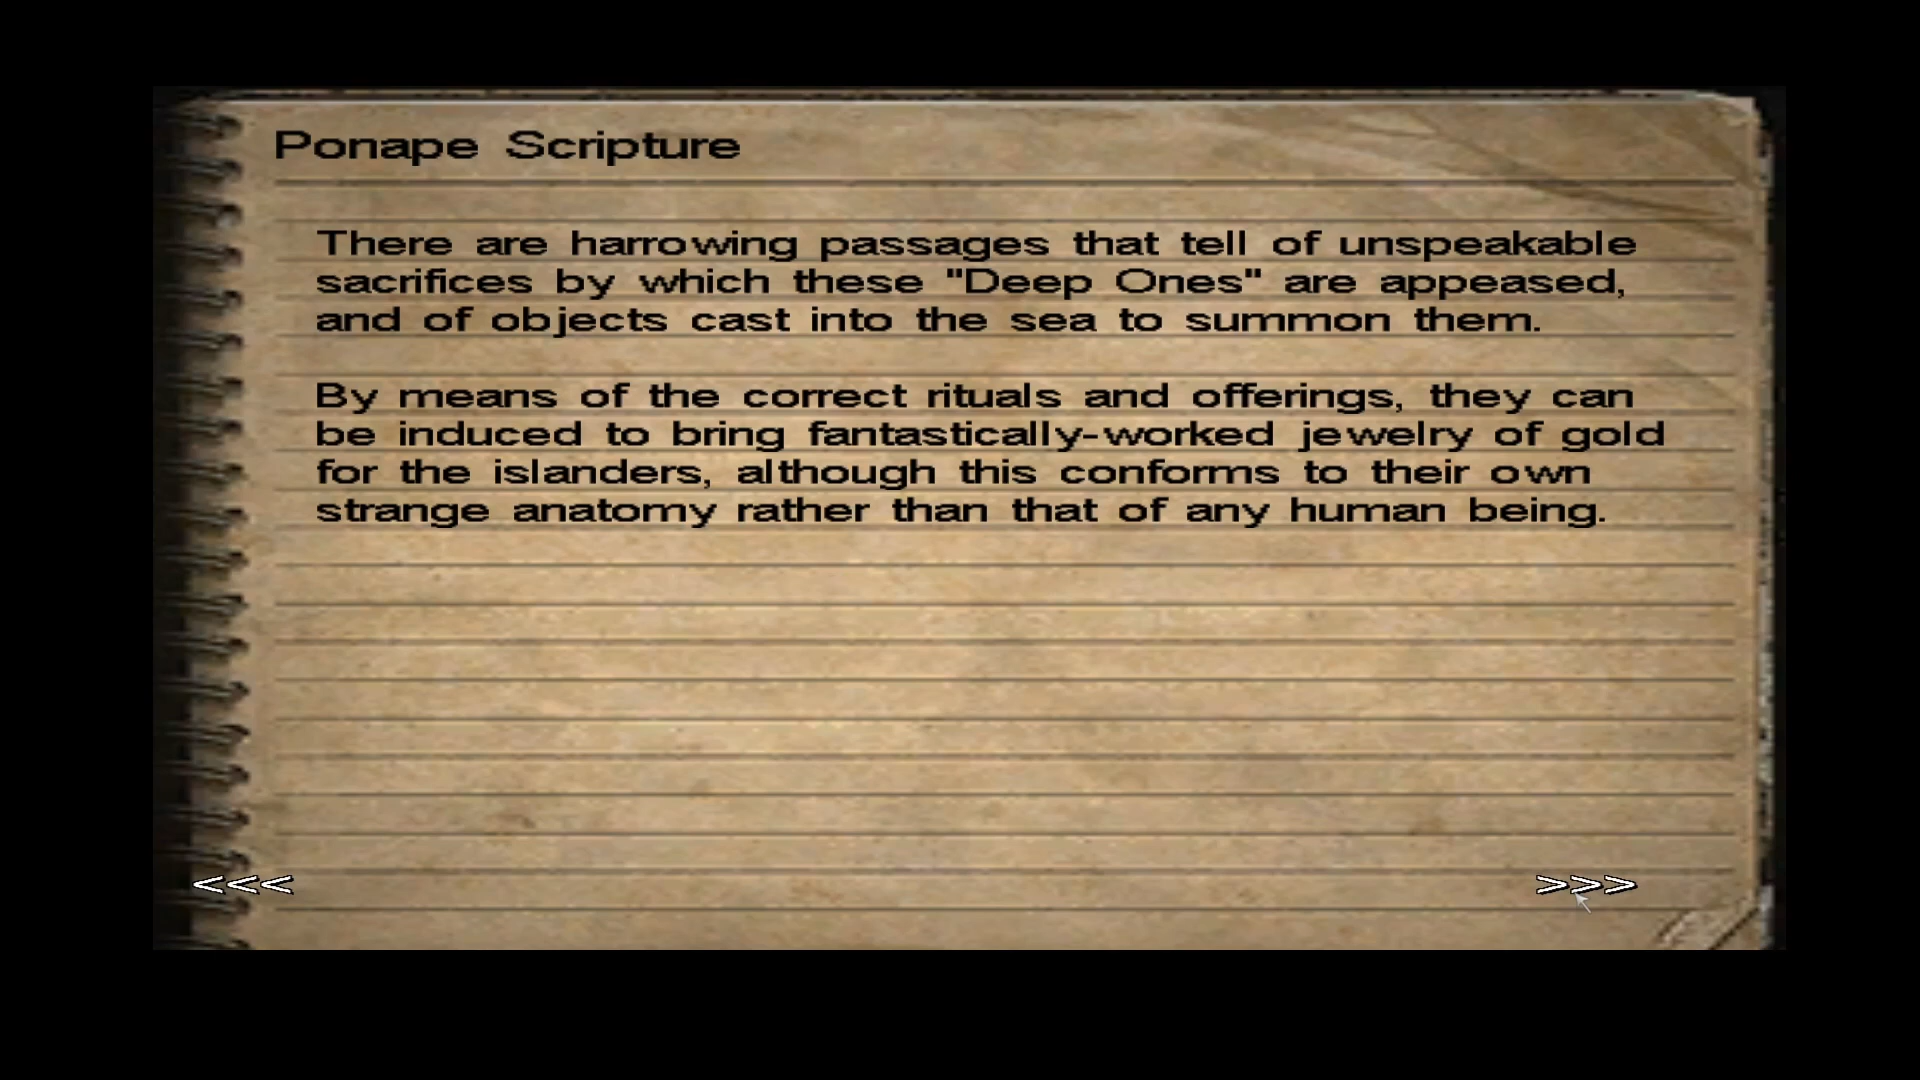 Ponape Scripture
There are harrowing passages that tell of unspeakable
sacrifices by which these "Deep Ones" are appeased,
and of objects cast into the sea to summon them.
By means of the correct rituals and offerings, they can
be induced to bring fantastically-worked jewelry of gold
for the islanders, although this conforms to their own
strange anatomy rather than that of any human being.
<<< >>>